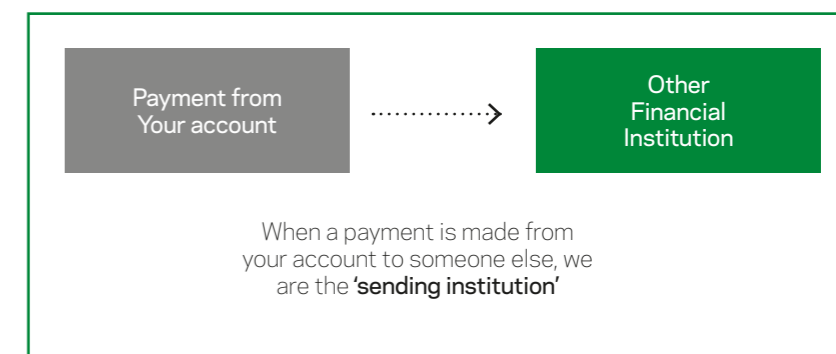 Payment from
Your account
Other
Financial
Institution
When a payment is made from
your account to someone else, we
are the ‘sending institution’